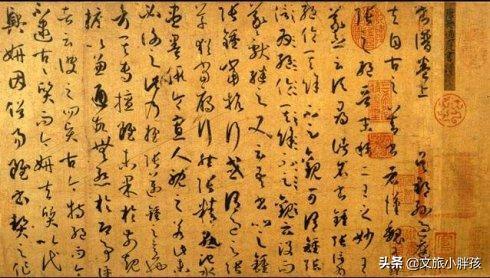 書譜卷上 吳郡孫過庭
夫自古之善書者漢魏有鍾
張之絕晉末稱二王之妙王
羲之云頃尋諸名書鍾張信
為絕倫其餘不足觀可謂鍾張
云沒而羲獻繼之又云吾書比之
鍾張鍾當抗行或謂過之張
草猶當雁行然張精熟池水
盡墨假令寡人耽之若此
未必謝之此乃推張邁鍾之意
也考其專擅雖未果於前規
摭以兼通故無慚於即事評
者云彼之四賢古今特絕而今
不逮古古質而今妍夫質以代
興妍因俗易雖書契之作
头条 @文旅小胖孩